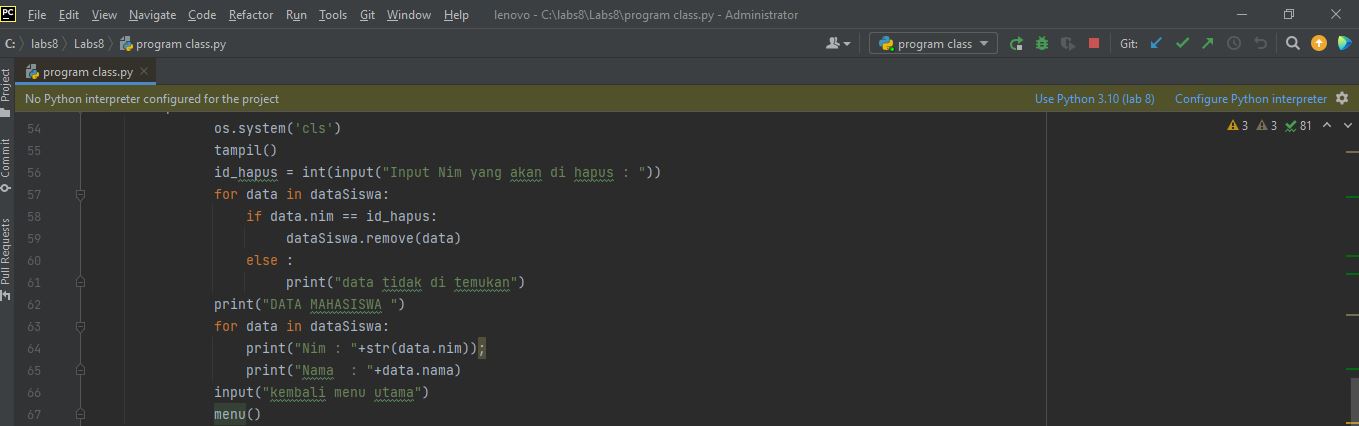 PC File Edit View Navigate Code Refactor Run Tools Git Window Help lenovo - C:\labs8\Labs8\program class.py - Administrator
C: labs8 Labs8 program class.py program class Git:
program class.py
Project
Commit
Pull Requests
No Python interpreter configured for the project Use Python 3.10 (lab 8) Configure Python interpreter
3 3 81
54 os.system('cls')
55 tampil()
56 id_hapus = int(input("Input Nim yang akan di hapus : "))
57 for data in dataSiswa:
58 if data.nim == id_hapus:
59 dataSiswa.remove(data)
60 else :
61 print("data tidak di temukan")
62 print("DATA MAHASISWA ")
63 for data in dataSiswa:
64 print("Nim : "+str(data.nim));
65 print("Nama  : "+data.nama)
66 input("kembali menu utama")
67 menu()